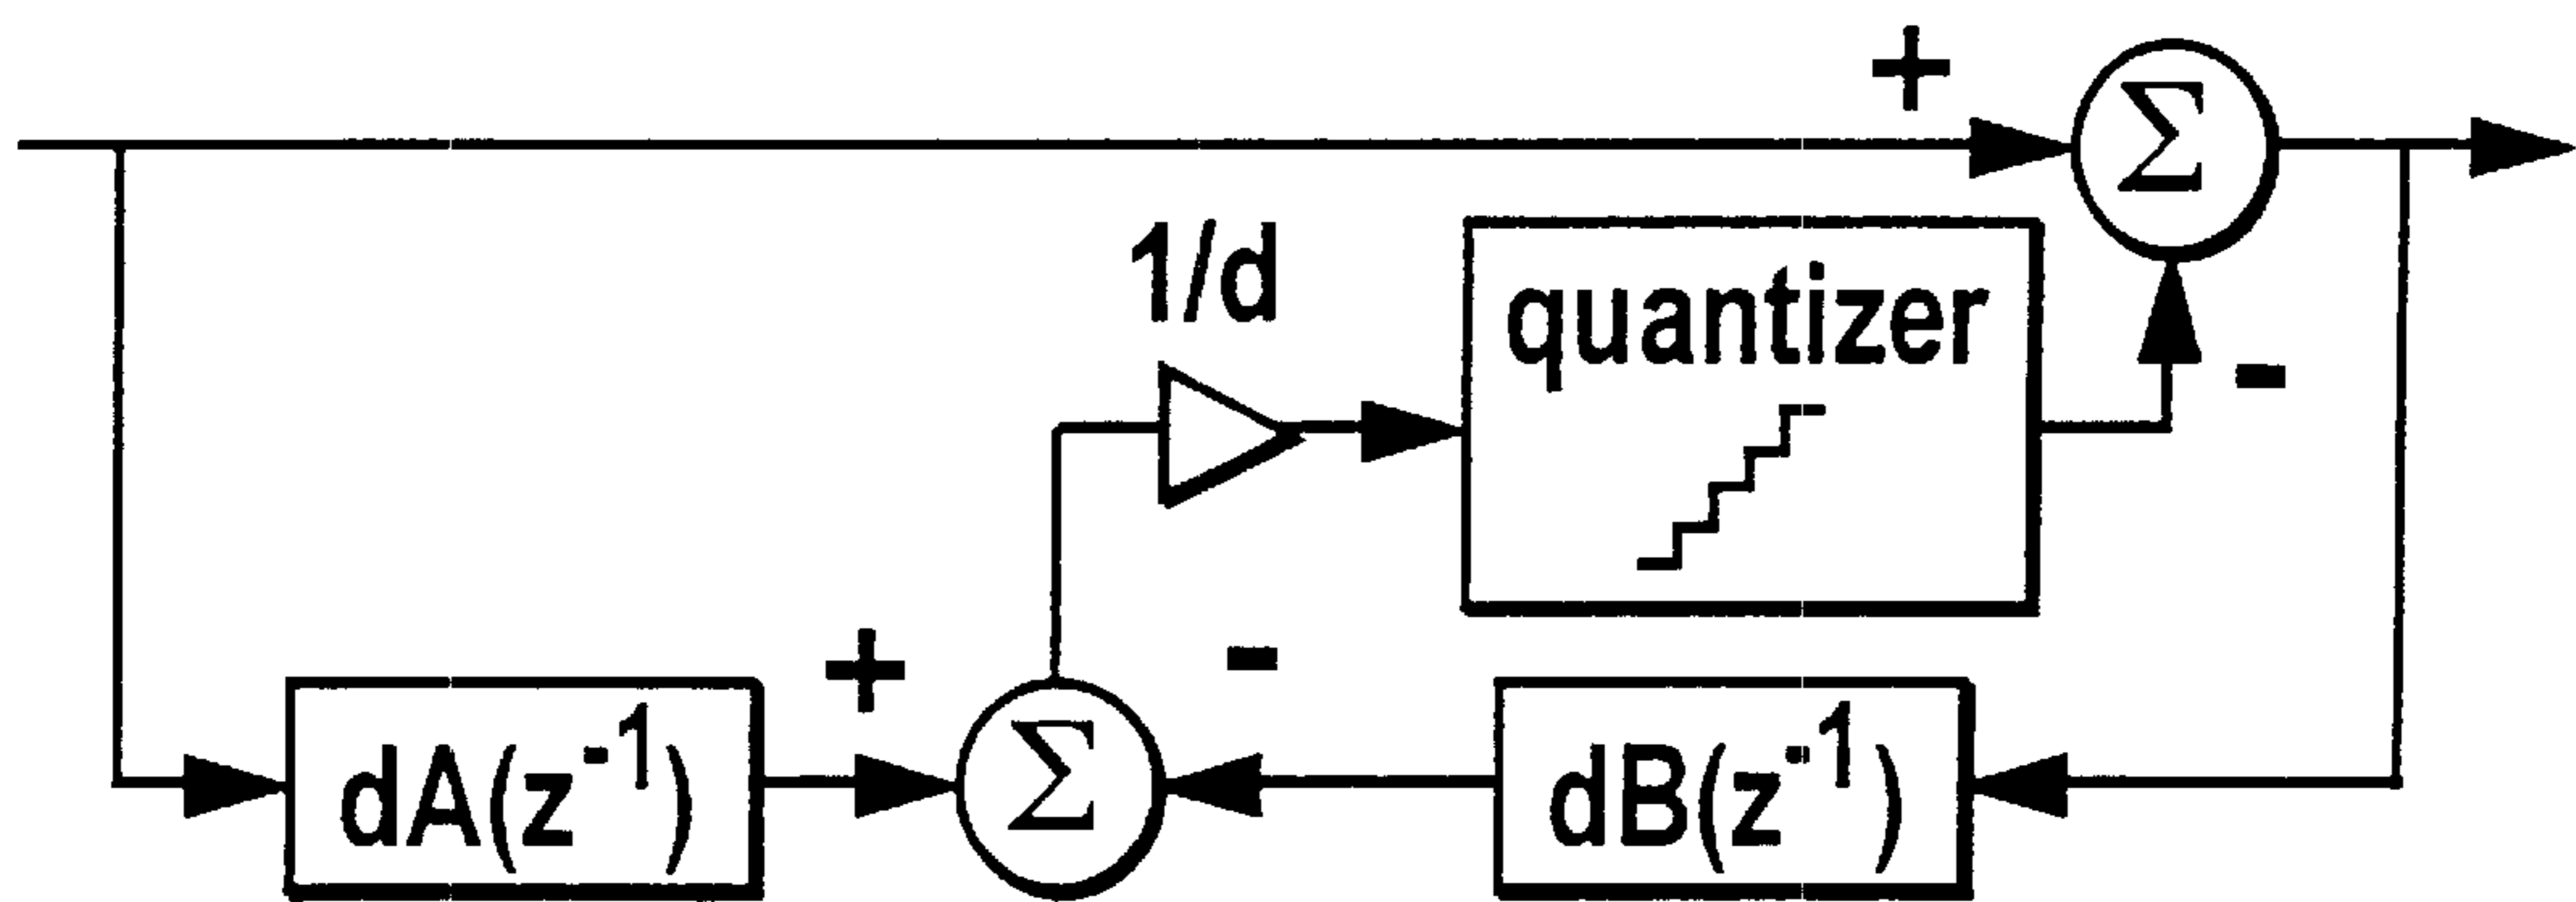 +
Σ
1/d
quantizer
-
+
-
dA(z⁻¹)
Σ
dB(z⁻¹)